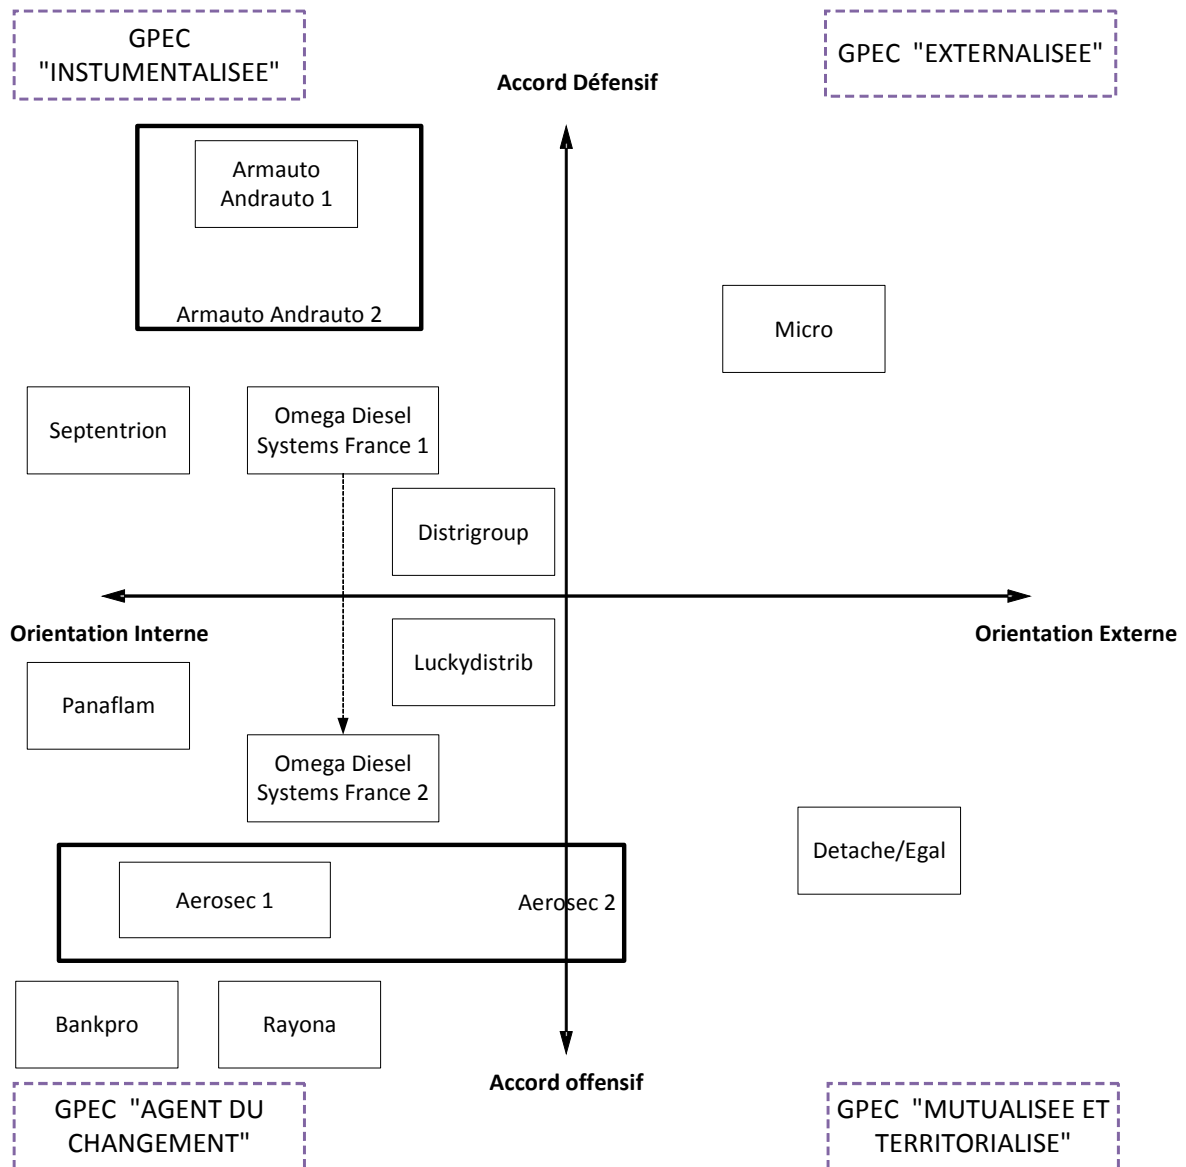 GPEC
"INSTUMENTALISEE"
GPEC  "EXTERNALISEE"
Accord Défensif
Armauto
Andrauto 1
Armauto Andrauto 2
Micro
Septentrion
Omega Diesel
Systems France 1
Distrigroup
Orientation Interne
Orientation Externe
Luckydistrib
Panaflam
Omega Diesel
Systems France 2
Detache/Egal
Aerosec 1
Aerosec 2
Bankpro
Rayona
Accord offensif
GPEC  "AGENT DU
CHANGEMENT"
GPEC  "MUTUALISEE ET
TERRITORIALISE"